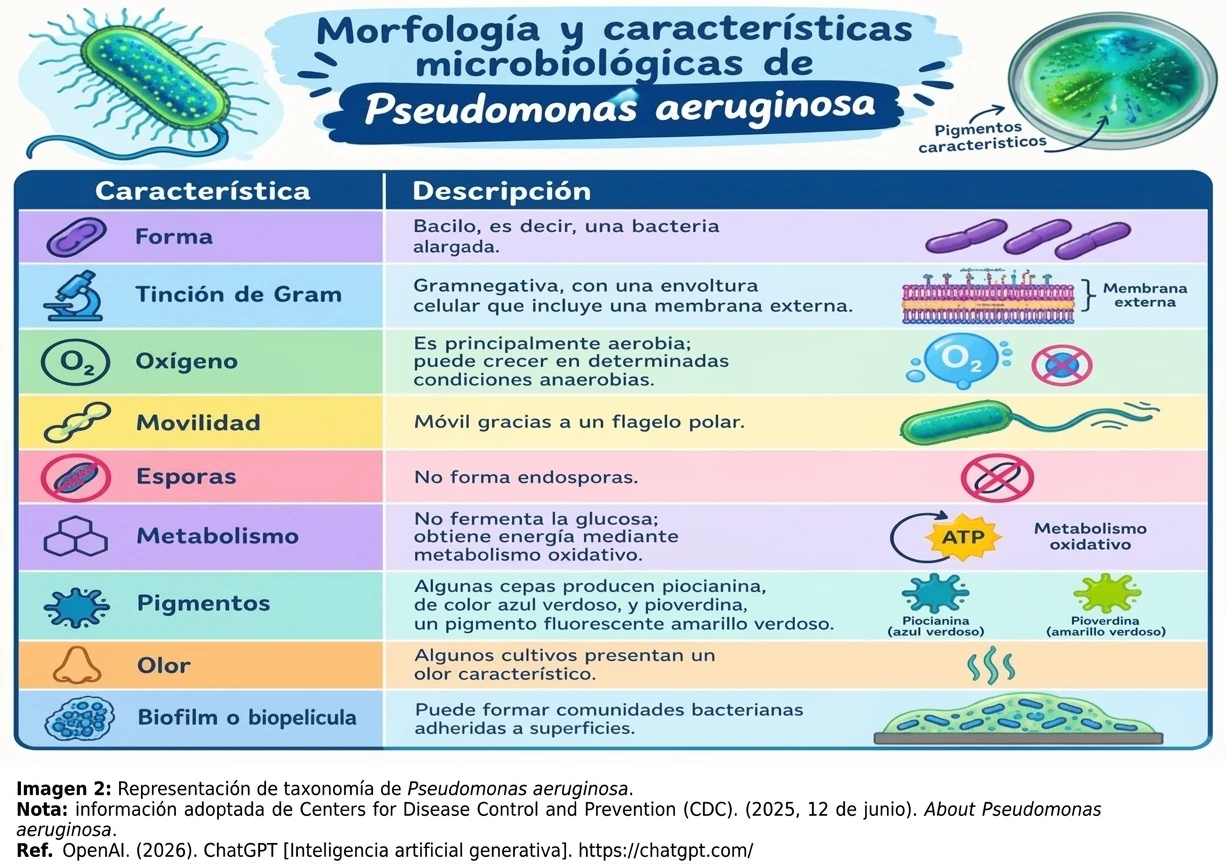 Morfología y características
microbiológicas de
Pseudomonas aeruginosa
Pigmentos
característicos
Característica
Descripción
Forma
Bacilo, es decir, una bacteria
alargada.
Tinción de Gram
Gramnegativa, con una envoltura
celular que incluye una membrana externa.
Membrana
externa
O₂
Oxígeno
Es principalmente aerobia;
puede crecer en determinadas
condiciones anaerobias.
O₂
Movilidad
Móvil gracias a un flagelo polar.
Esporas
No forma endosporas.
Metabolismo
No fermenta la glucosa;
obtiene energía mediante
metabolismo oxidativo.
ATP
Metabolismo
oxidativo
Pigmentos
Algunas cepas producen piocianina,
de color azul verdoso, y pioverdina,
un pigmento fluorescente amarillo verdoso.
Piocianina
(azul verdoso)
Pioverdina
(amarillo verdoso)
Olor
Algunos cultivos presentan un
olor característico.
Biofilm o biopelícula
Puede formar comunidades bacterianas
adheridas a superficies.
Imagen 2: Representación de taxonomía de Pseudomonas aeruginosa.
Nota: información adoptada de Centers for Disease Control and Prevention (CDC). (2025, 12 de junio). About Pseudomonas
aeruginosa.
Ref. OpenAI. (2026). ChatGPT [Inteligencia artificial generativa]. https://chatgpt.com/